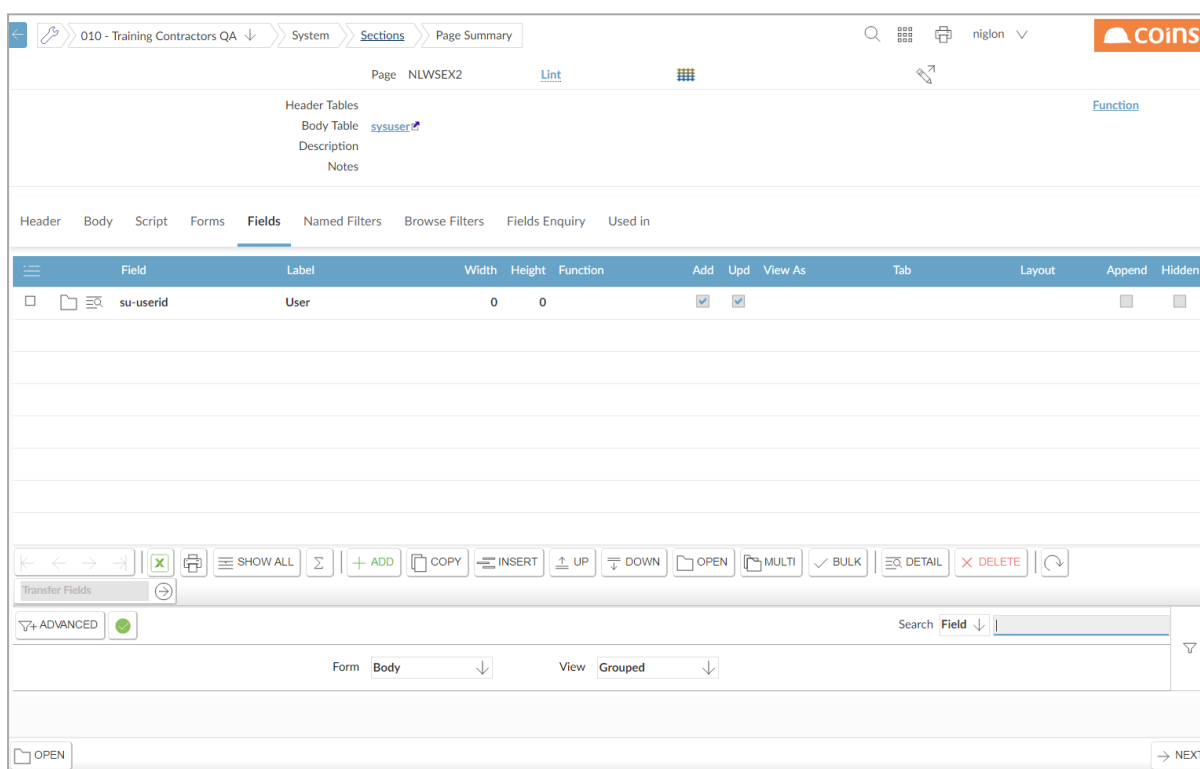 010 - Training Contractors QA System Sections Page Summary niglon coins
Page NLWSEX2 Lint
Header Tables Function
Body Table sysuser
Description
Notes
Header Body Script Forms Fields Named Filters Browse Filters Fields Enquiry Used in
Field Label Width Height Function Add Upd View As Tab Layout Append Hidden
su-userid User 0 0
X SHOW ALL Σ + ADD COPY INSERT UP DOWN OPEN MULTI BULK DETAIL DELETE
Transfer Fields
ADVANCED Search Field
Form Body View Grouped
OPEN NEXT